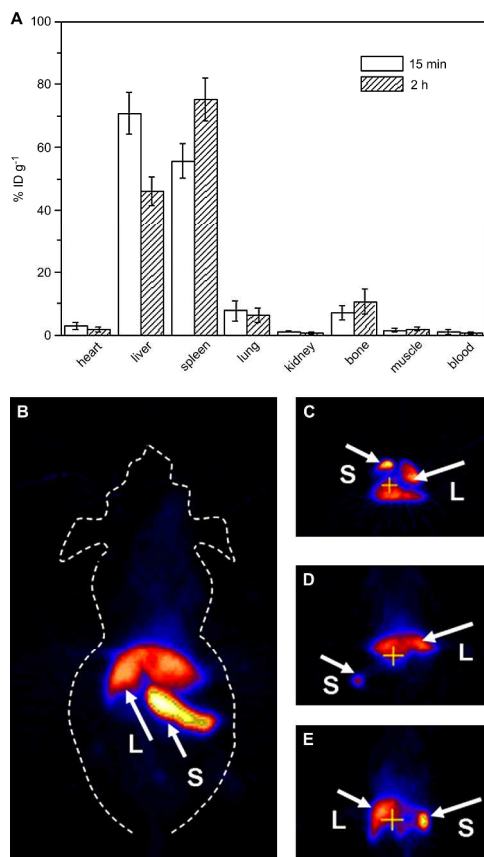 A
100
80
60
40
20
0
% ID g⁻¹
15 min
2 h
heart
liver
spleen
lung
kidney
bone
muscle
blood
B
L
S
C
S
L
D
L
S
E
L
S